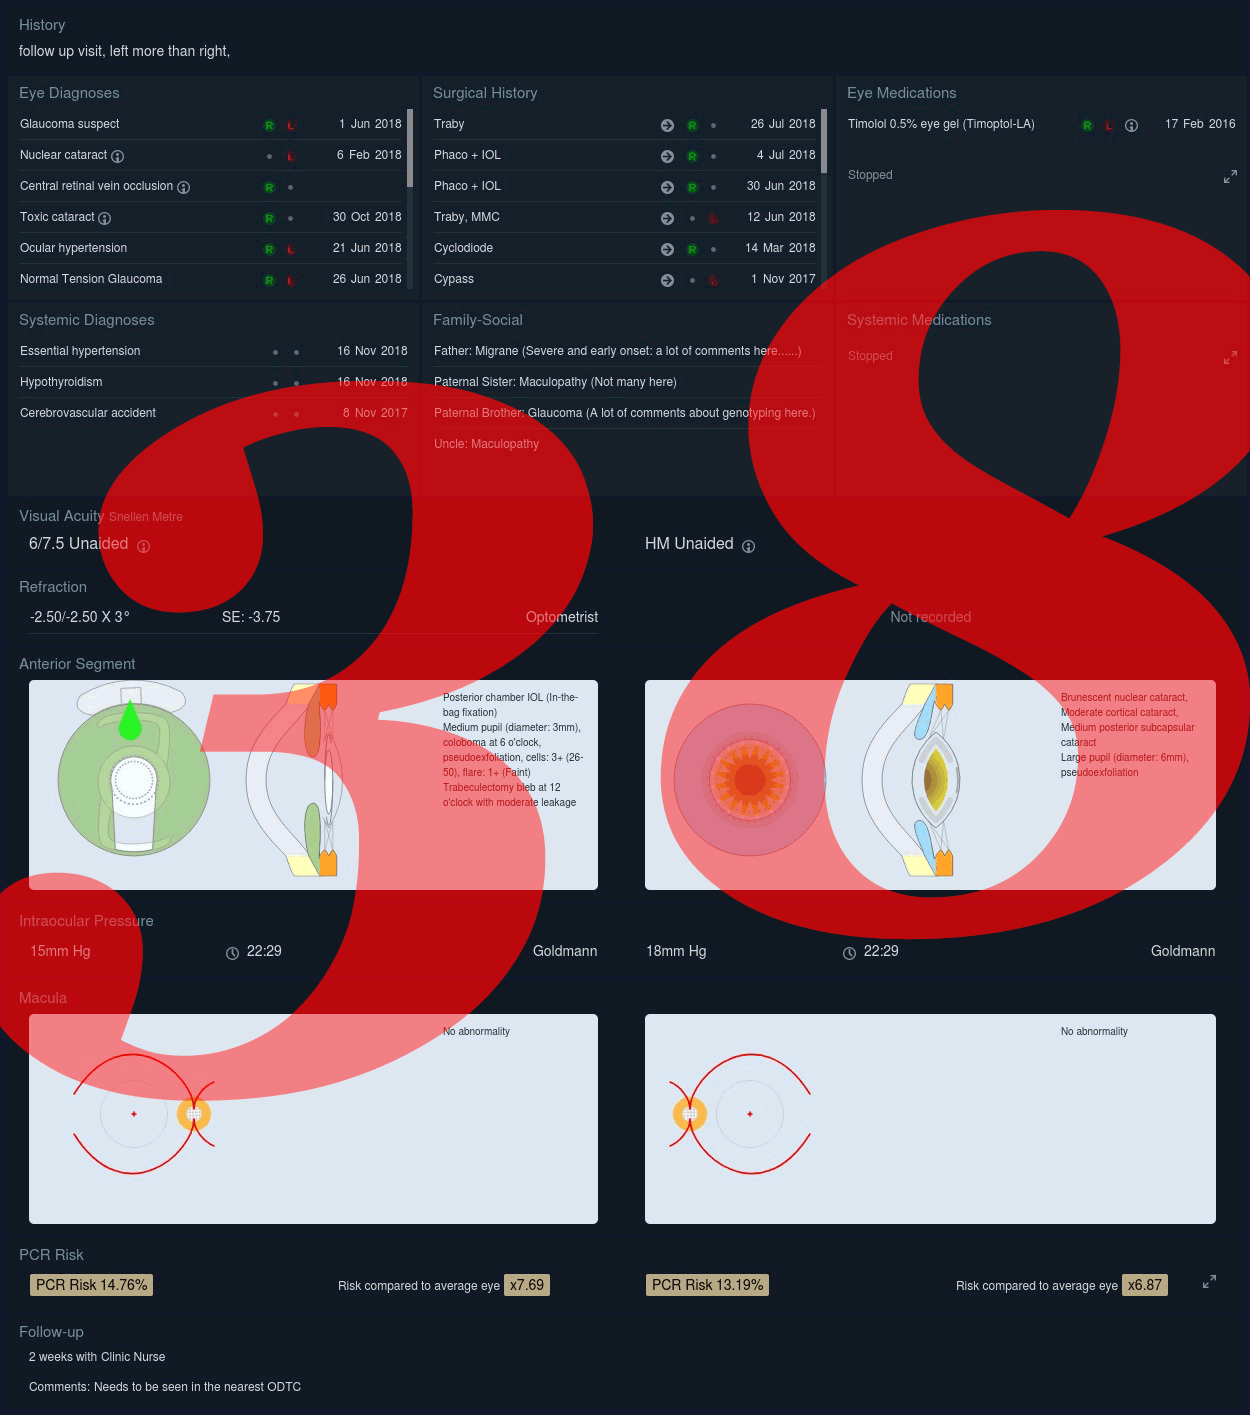 History
follow up visit, left more than right,
Eye Diagnoses
Glaucoma suspect R L 1 Jun 2018
Nuclear cataract L 6 Feb 2018
Central retinal vein occlusion R
Toxic cataract R 30 Oct 2018
Ocular hypertension R L 21 Jun 2018
Normal Tension Glaucoma R L 26 Jun 2018
Surgical History
Traby R 26 Jul 2018
Phaco + IOL R 4 Jul 2018
Phaco + IOL R 30 Jun 2018
Traby, MMC L 12 Jun 2018
Cyclodiode R 14 Mar 2018
Cypass L 1 Nov 2017
Eye Medications
Timolol 0.5% eye gel (Timoptol-LA) R L 17 Feb 2016
Stopped
Systemic Diagnoses
Essential hypertension 16 Nov 2018
Hypothyroidism 16 Nov 2018
Cerebrovascular accident 8 Nov 2017
Family-Social
Father: Migrane (Severe and early onset: a lot of comments here......)
Paternal Sister: Maculopathy (Not many here)
Paternal Brother: Glaucoma (A lot of comments about genotyping here.)
Uncle: Maculopathy
Systemic Medications
Stopped
38
Visual Acuity Snellen Metre
6/7.5 Unaided HM Unaided
Refraction
-2.50/-2.50 X 3° SE: -3.75 Optometrist Not recorded
Anterior Segment
Posterior chamber IOL (In-the-
bag fixation)
Medium pupil (diameter: 3mm),
coloboma at 6 o'clock,
pseudoexfoliation, cells: 3+ (26-
50), flare: 1+ (Faint)
Trabeculectomy bleb at 12
o'clock with moderate leakage
Brunescent nuclear cataract,
Moderate cortical cataract,
Medium posterior subcapsular
cataract
Large pupil (diameter: 6mm),
pseudoexfoliation
Intraocular Pressure
15mm Hg 22:29 Goldmann 18mm Hg 22:29 Goldmann
Macula
No abnormality
No abnormality
PCR Risk
PCR Risk 14.76% Risk compared to average eye x7.69 PCR Risk 13.19% Risk compared to average eye x6.87
Follow-up
2 weeks with Clinic Nurse
Comments: Needs to be seen in the nearest ODTC